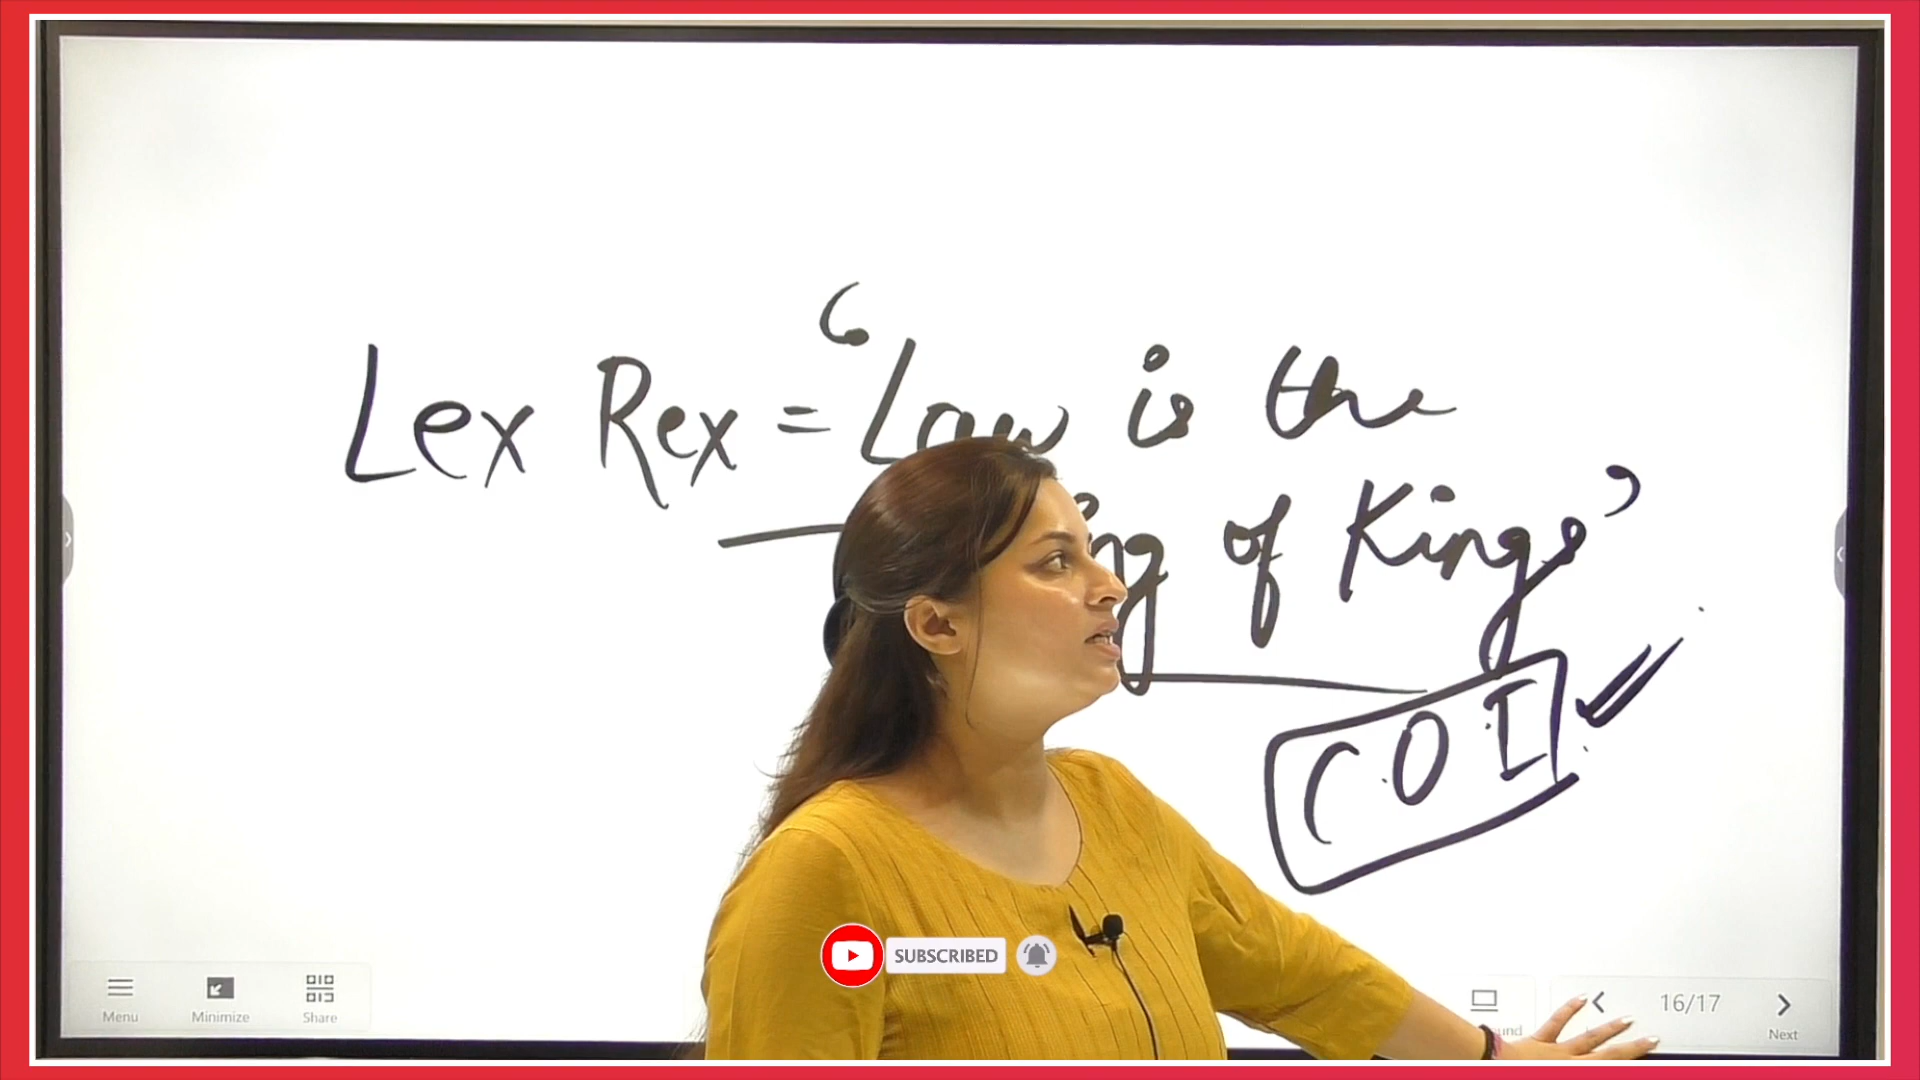 Lex Rex = ‘Law is the
of Kings’
COI
SUBSCRIBED
Menu
Minimize
Share
16/17
Next